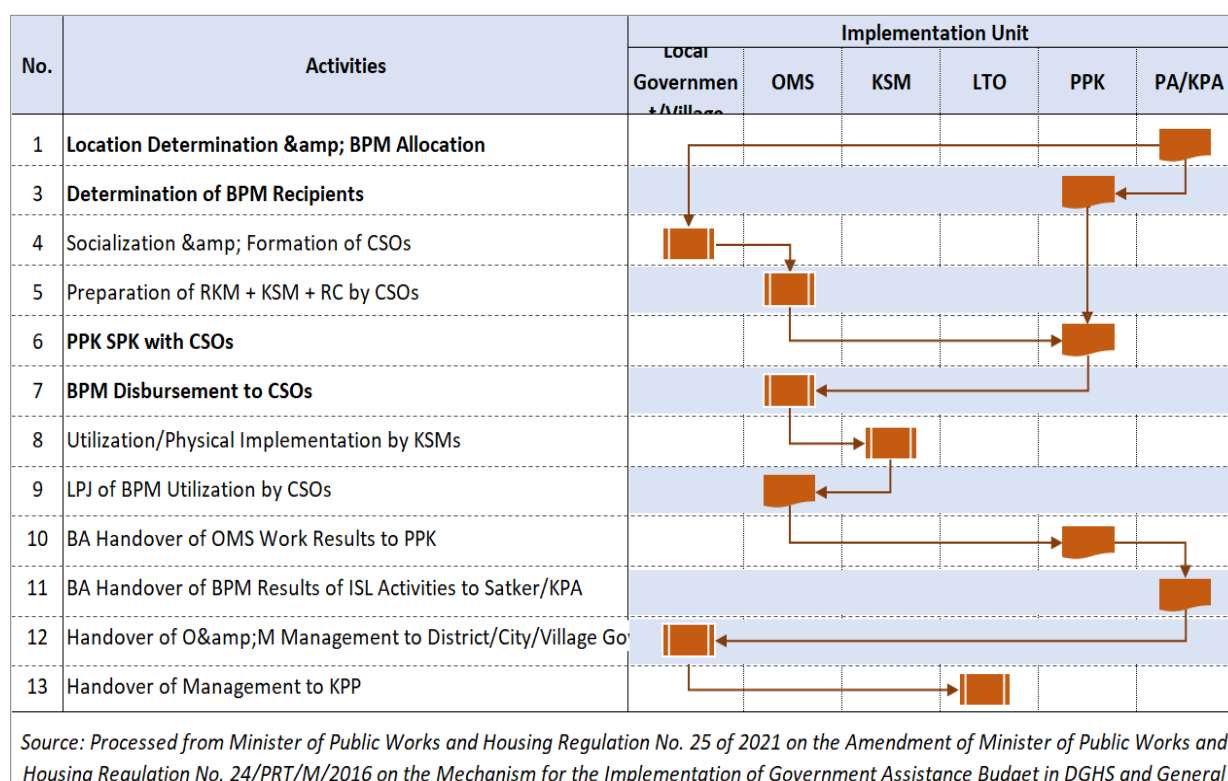 No. Activities Implementation Unit
Local
Governmen
t/Village OMS KSM LTO PPK PA/KPA
1 Location Determination &amp; BPM Allocation
3 Determination of BPM Recipients
4 Socialization &amp; Formation of CSOs
5 Preparation of RKM + KSM + RC by CSOs
6 PPK SPK with CSOs
7 BPM Disbursement to CSOs
8 Utilization/Physical Implementation by KSMs
9 LPJ of BPM Utilization by CSOs
10 BA Handover of OMS Work Results to PPK
11 BA Handover of BPM Results of ISL Activities to Satker/KPA
12 Handover of O&amp;M Management to District/City/Village Gov
13 Handover of Management to KPP
Source: Processed from Minister of Public Works and Housing Regulation No. 25 of 2021 on the Amendment of Minister of Public Works and
Housing Regulation No. 24/PRT/M/2016 on the Mechanism for the Implementation of Government Assistance Budget in DGHS and General